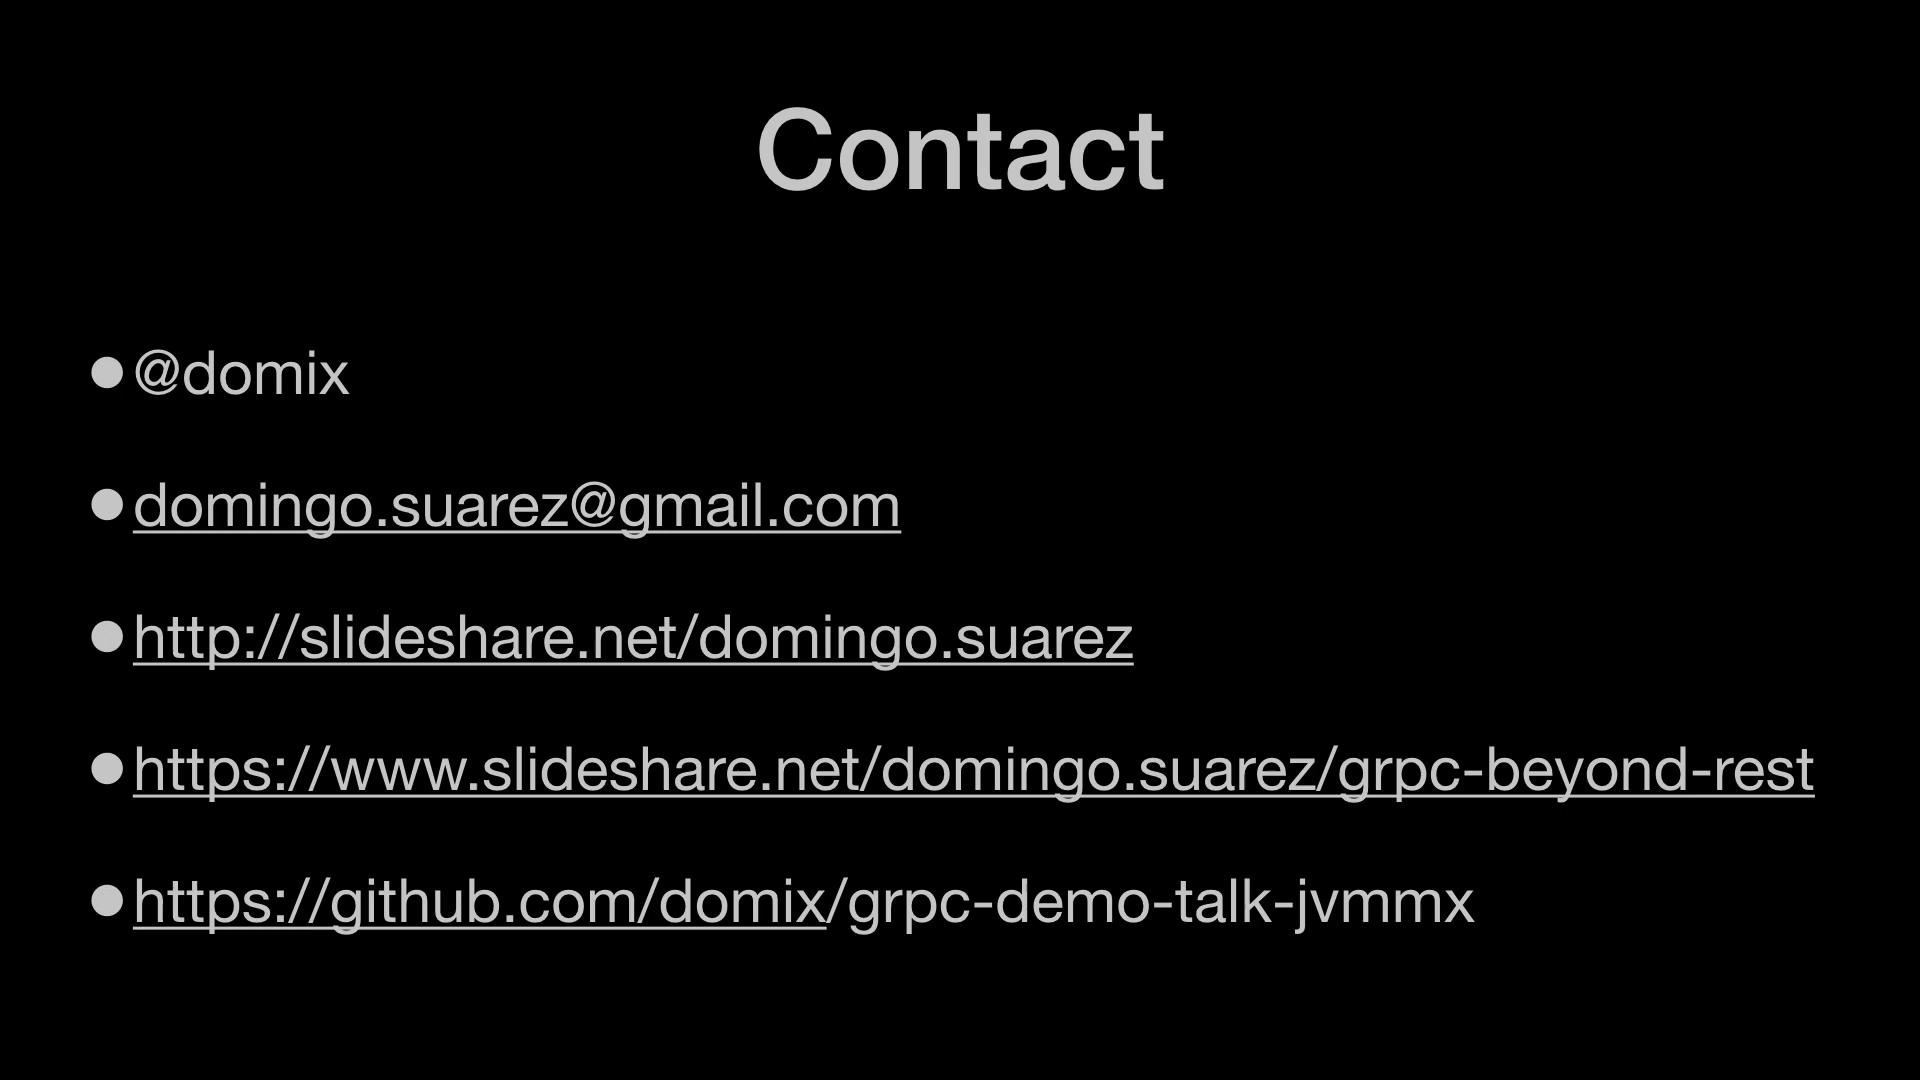 Contact
●@domix
●domingo.suarez@gmail.com
●http://slideshare.net/domingo.suarez
●https://www.slideshare.net/domingo.suarez/grpc-beyond-rest
●https://github.com/domix/grpc-demo-talk-jvmmx